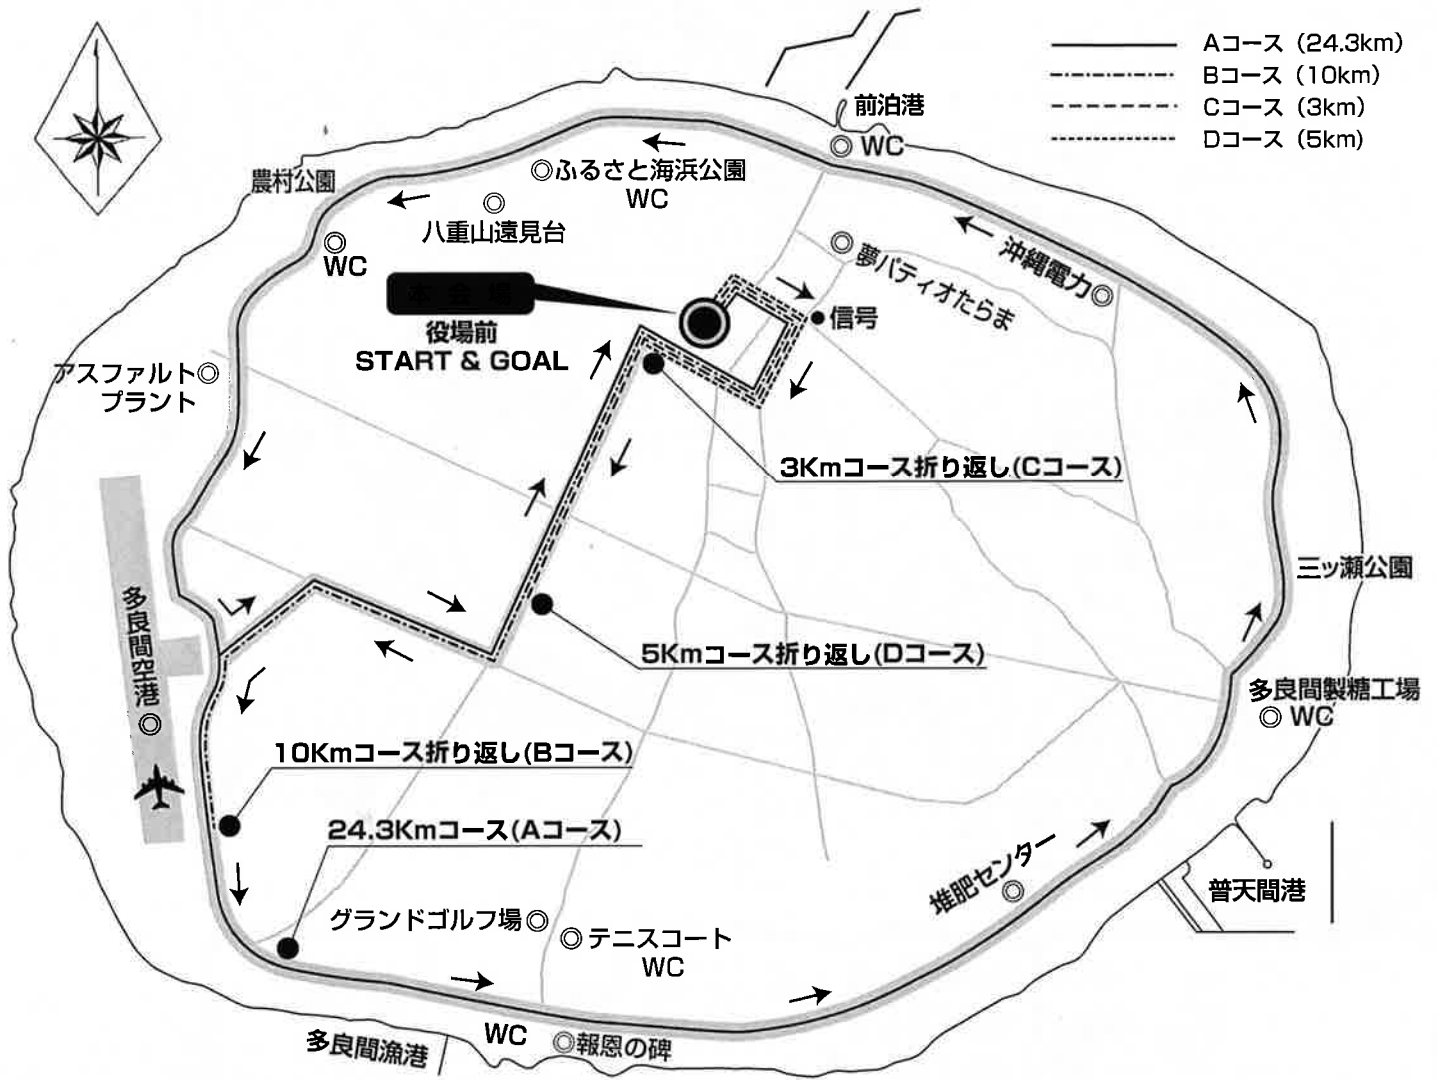 Aコース（24.3km）
Bコース（10km）
Cコース（3km）
Dコース（5km）
前泊港
WC
農村公園
ふるさと海浜公園
WC
八重山遠見台
WC
沖縄電力
夢パティオたらま
本会場
役場前
START & GOAL
信号
アスファルト
プラント
3Kmコース折り返し(Cコース)
三ッ瀬公園
多良間空港
5Kmコース折り返し(Dコース)
多良間製糖工場
WC
10Kmコース折り返し(Bコース)
24.3Kmコース(Aコース)
堆肥センター
普天間港
グランドゴルフ場
テニスコート
WC
WC
報恩の碑
多良間漁港